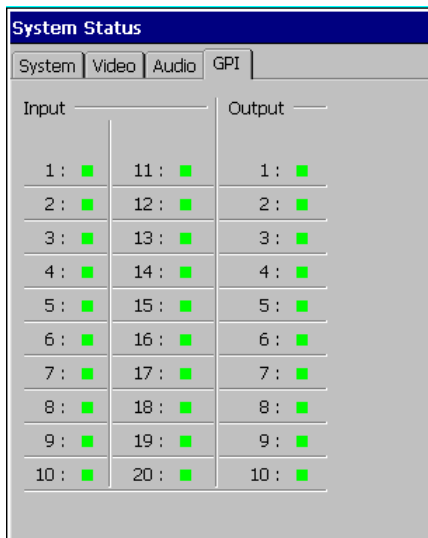 System Status
System Video Audio GPI
Input Output
1 : 11 : 1 :
2 : 12 : 2 :
3 : 13 : 3 :
4 : 14 : 4 :
5 : 15 : 5 :
6 : 16 : 6 :
7 : 17 : 7 :
8 : 18 : 8 :
9 : 19 : 9 :
10 : 20 : 10 :